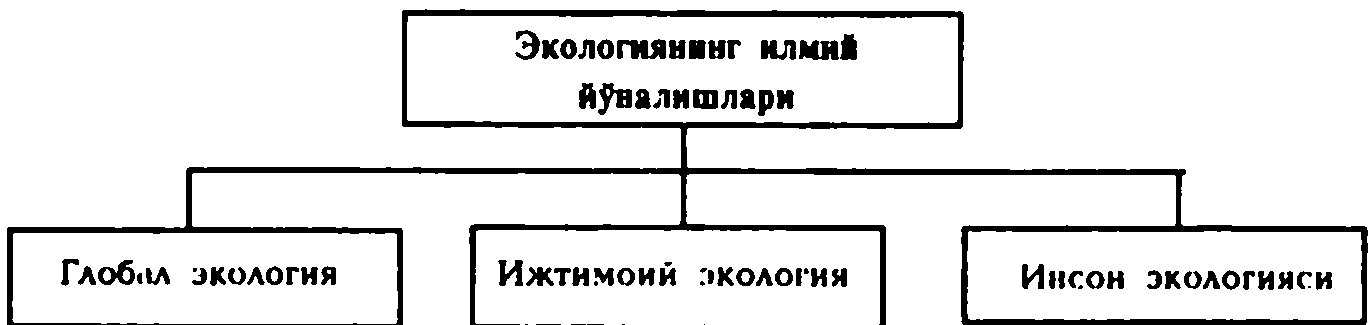 Экологиянинг илмий
йўналишлари
Глобал экология
Ижтимоий экология
Инсон экологияси